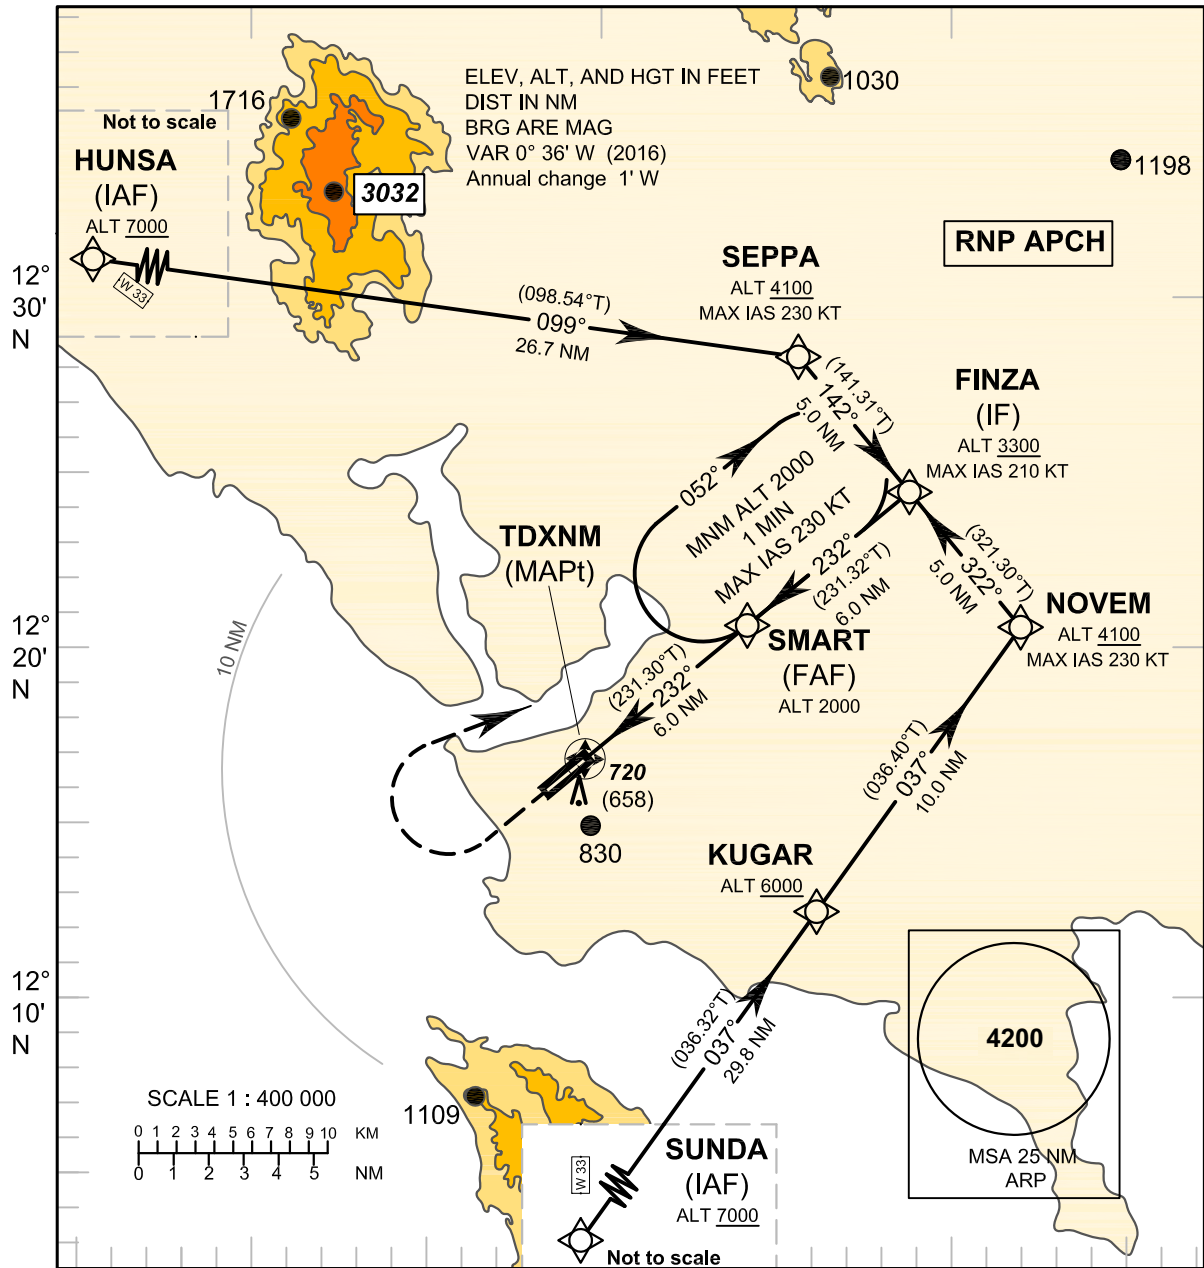 ELEV, ALT, AND HGT IN FEET
DIST IN NM
BRG ARE MAG
VAR 0° 36' W (2016)
Annual change 1' W
1716
Not to scale
HUNSA
(IAF)
ALT 7000
W 33
3032
1030
1198
RNP APCH
12°
30'
N
SEPPA
ALT 4100
MAX IAS 230 KT
(098.54°T)
099°
26.7 NM
(141.31°T)
142°
5.0 NM
FINZA
(IF)
ALT 3300
MAX IAS 210 KT
052°
MNM ALT 2000
1 MIN
MAX IAS 230 KT
232°
(231.32°T)
6.0 NM
(321.30°T)
322°
5.0 NM
TDXNM
(MAPt)
NOVEM
ALT 4100
MAX IAS 230 KT
12°
20'
N
10 NM
SMART
(FAF)
ALT 2000
(231.30°T)
232°
6.0 NM
720
(658)
830
(036.40°T)
037°
10.0 NM
KUGAR
ALT 6000
12°
10'
N
(036.32°T)
037°
29.8 NM
4200
MSA 25 NM
ARP
SCALE 1 : 400 000
0 1 2 3 4 5 6 7 8 9 10 KM
0 1 2 3 4 5 NM
1109
W 33
SUNDA
(IAF)
ALT 7000
Not to scale